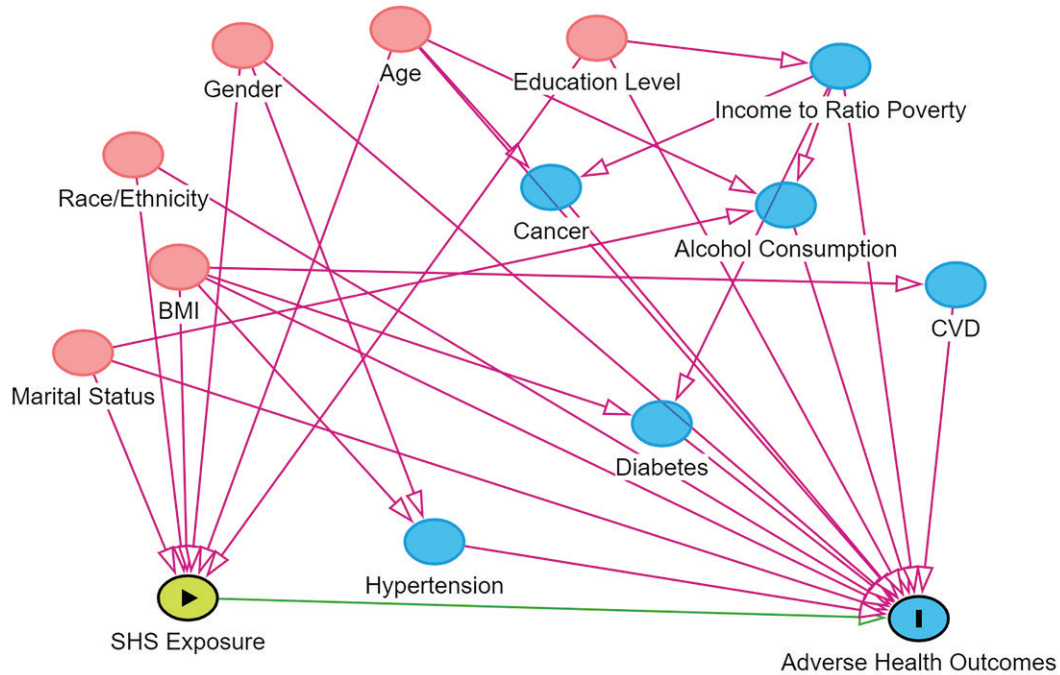 Gender
Age
Education Level
Income to Ratio Poverty
Race/Ethnicity
Cancer
Alcohol Consumption
BMI
CVD
Marital Status
Diabetes
Hypertension
SHS Exposure
Adverse Health Outcomes